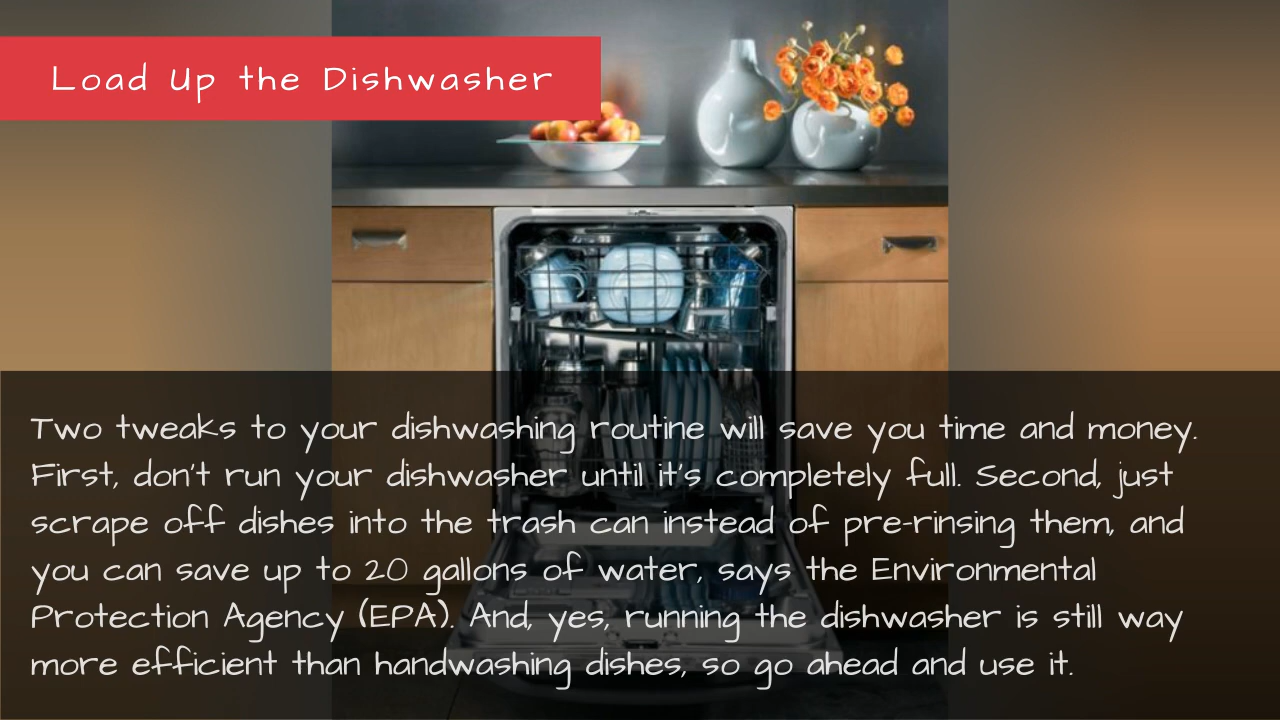 Load Up the Dishwasher
Two tweaks to your dishwashing routine will save you time and money.
First, don't run your dishwasher until it's completely full. Second, just
scrape off dishes into the trash can instead of pre-rinsing them, and
you can save up to 20 gallons of water, says the Environmental
Protection Agency (EPA). And, yes, running the dishwasher is still way
more efficient than handwashing dishes, so go ahead and use it.